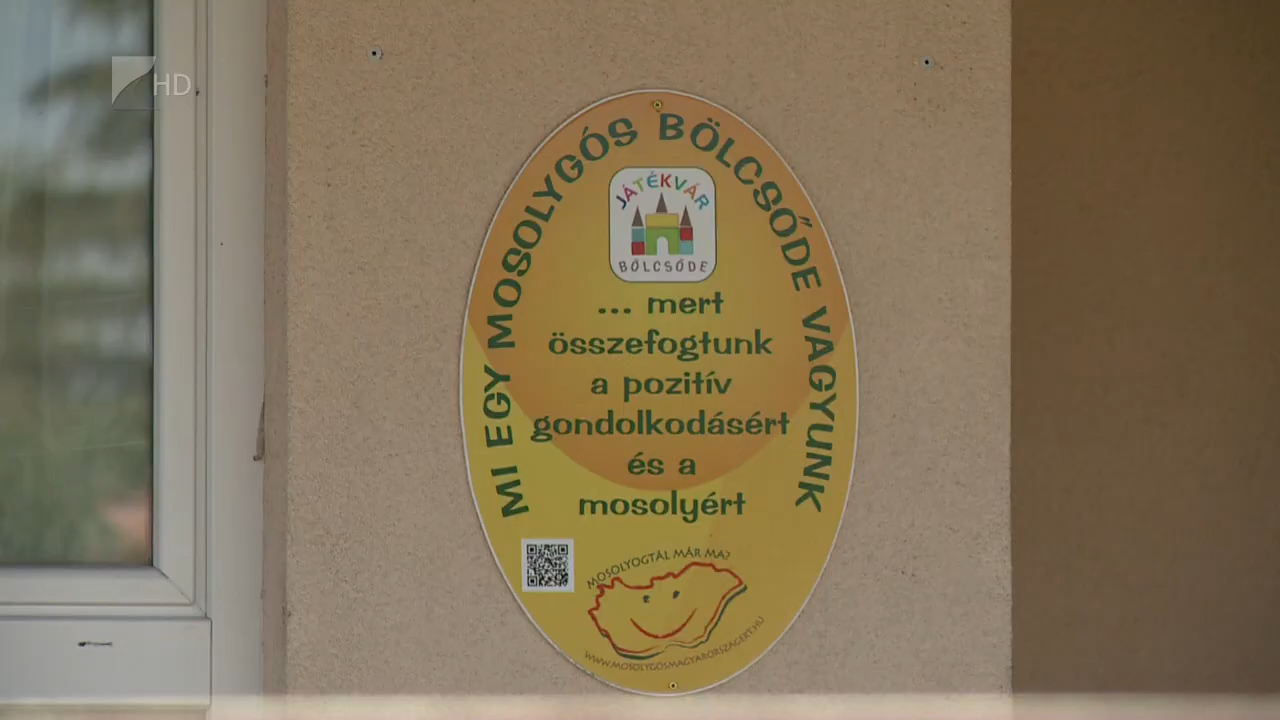 HD
MI EGY MOSOLYGÓS BÖLCSŐDE VAGYUNK
JÁTÉKVÁR
BÖLCSŐDE
... mert
összefogtunk
a pozitív
gondolkodásért
és a
mosolyért
MOSOLYOGTÁL MÁR MA?
WWW.MOSOLYGOSMAGYARORSZAGERT.HU